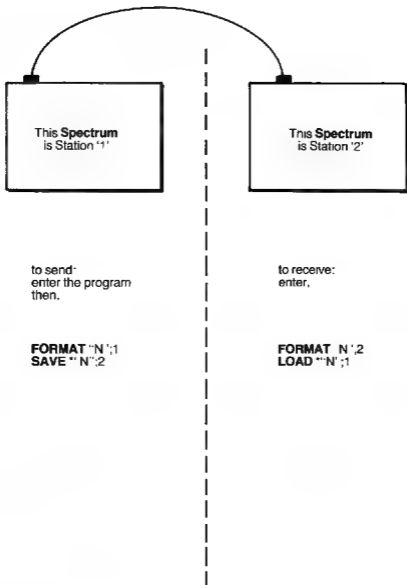 This Spectrum
is Station '1'
to send:
enter the program
then,
FORMAT "N";1
SAVE *"N";2
This Spectrum
is Station '2'
to receive:
enter,
FORMAT N',2
LOAD *"N';1